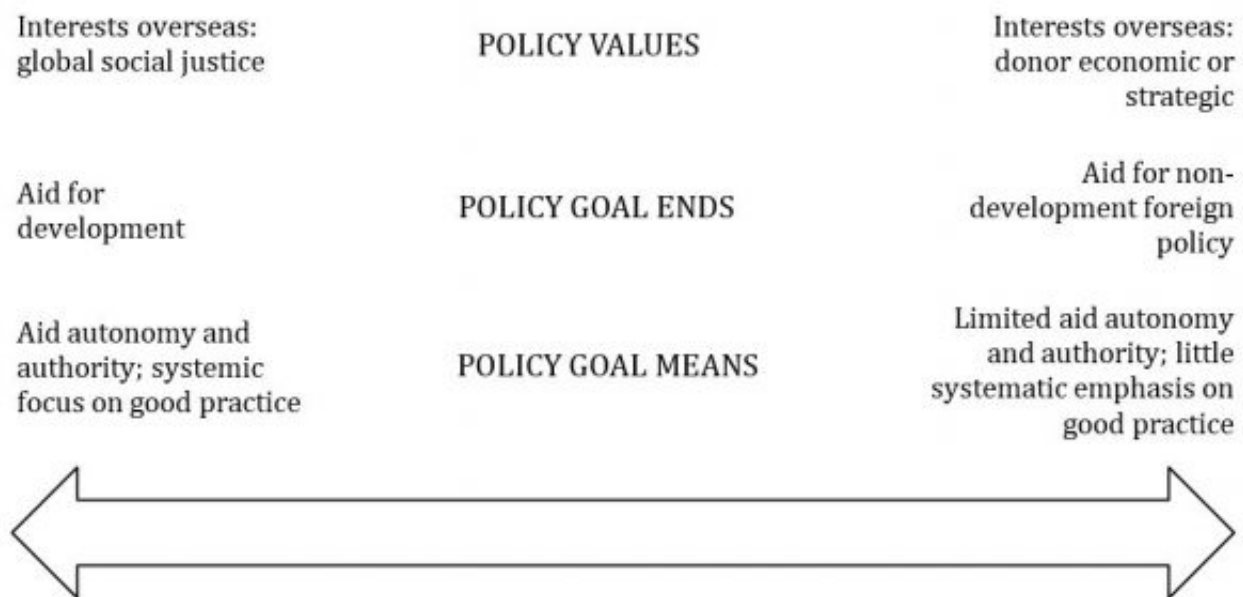 Interests overseas:
global social justice
POLICY VALUES
Interests overseas:
donor economic or
strategic
Aid for
development
POLICY GOAL ENDS
Aid for non-
development foreign
policy
Aid autonomy and
authority; systemic
focus on good practice
POLICY GOAL MEANS
Limited aid autonomy
and authority; little
systematic emphasis on
good practice